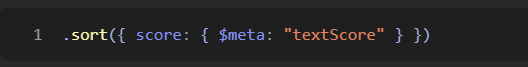 1 .sort({ score: { $meta: "textScore" } })